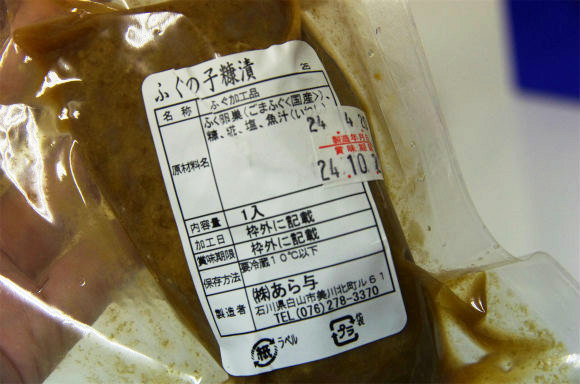 ふぐの子糠漬
名称 ふぐ加工品
原材料名 ふぐ卵巣(ごまふぐ〈国産〉)、
糠、糀、塩、魚汁
24 4
製造年月日
賞味期限
24.10
内容量 1入
加工日 枠外に記載
賞味期限 枠外に記載
保存方法 要冷蔵10℃以下
製造者 ㈱あら与
石川県白山市美川北町ル61
TEL(076)278-3370
紙 ラベル
プラ 袋